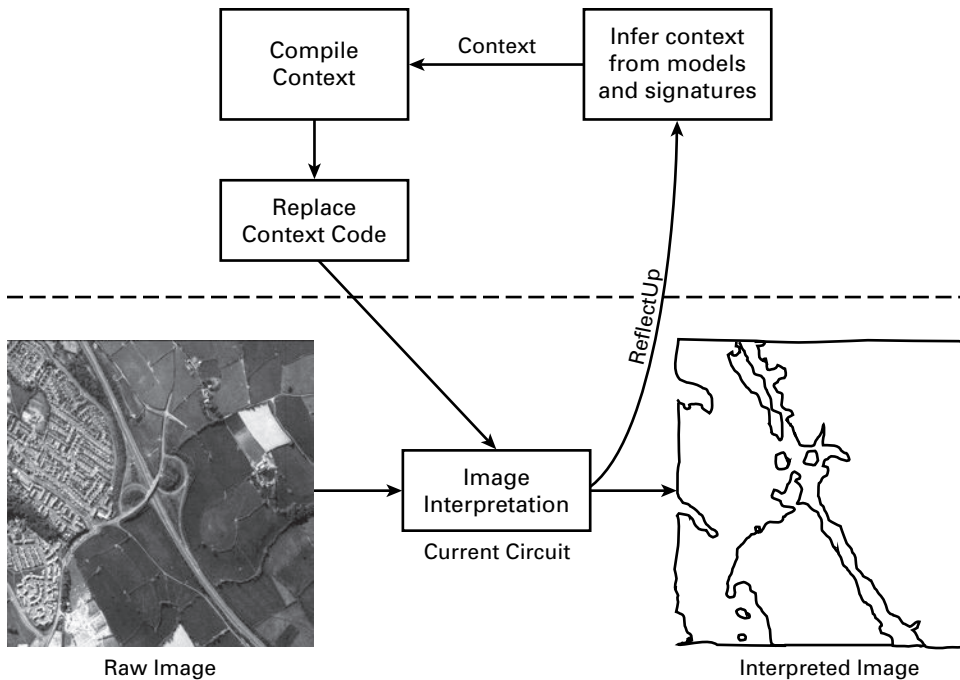 Compile
Context
Context
Infer context
from models
and signatures
Replace
Context Code
ReflectUp
Image
Interpretation
Current Circuit
Raw Image
Interpreted Image